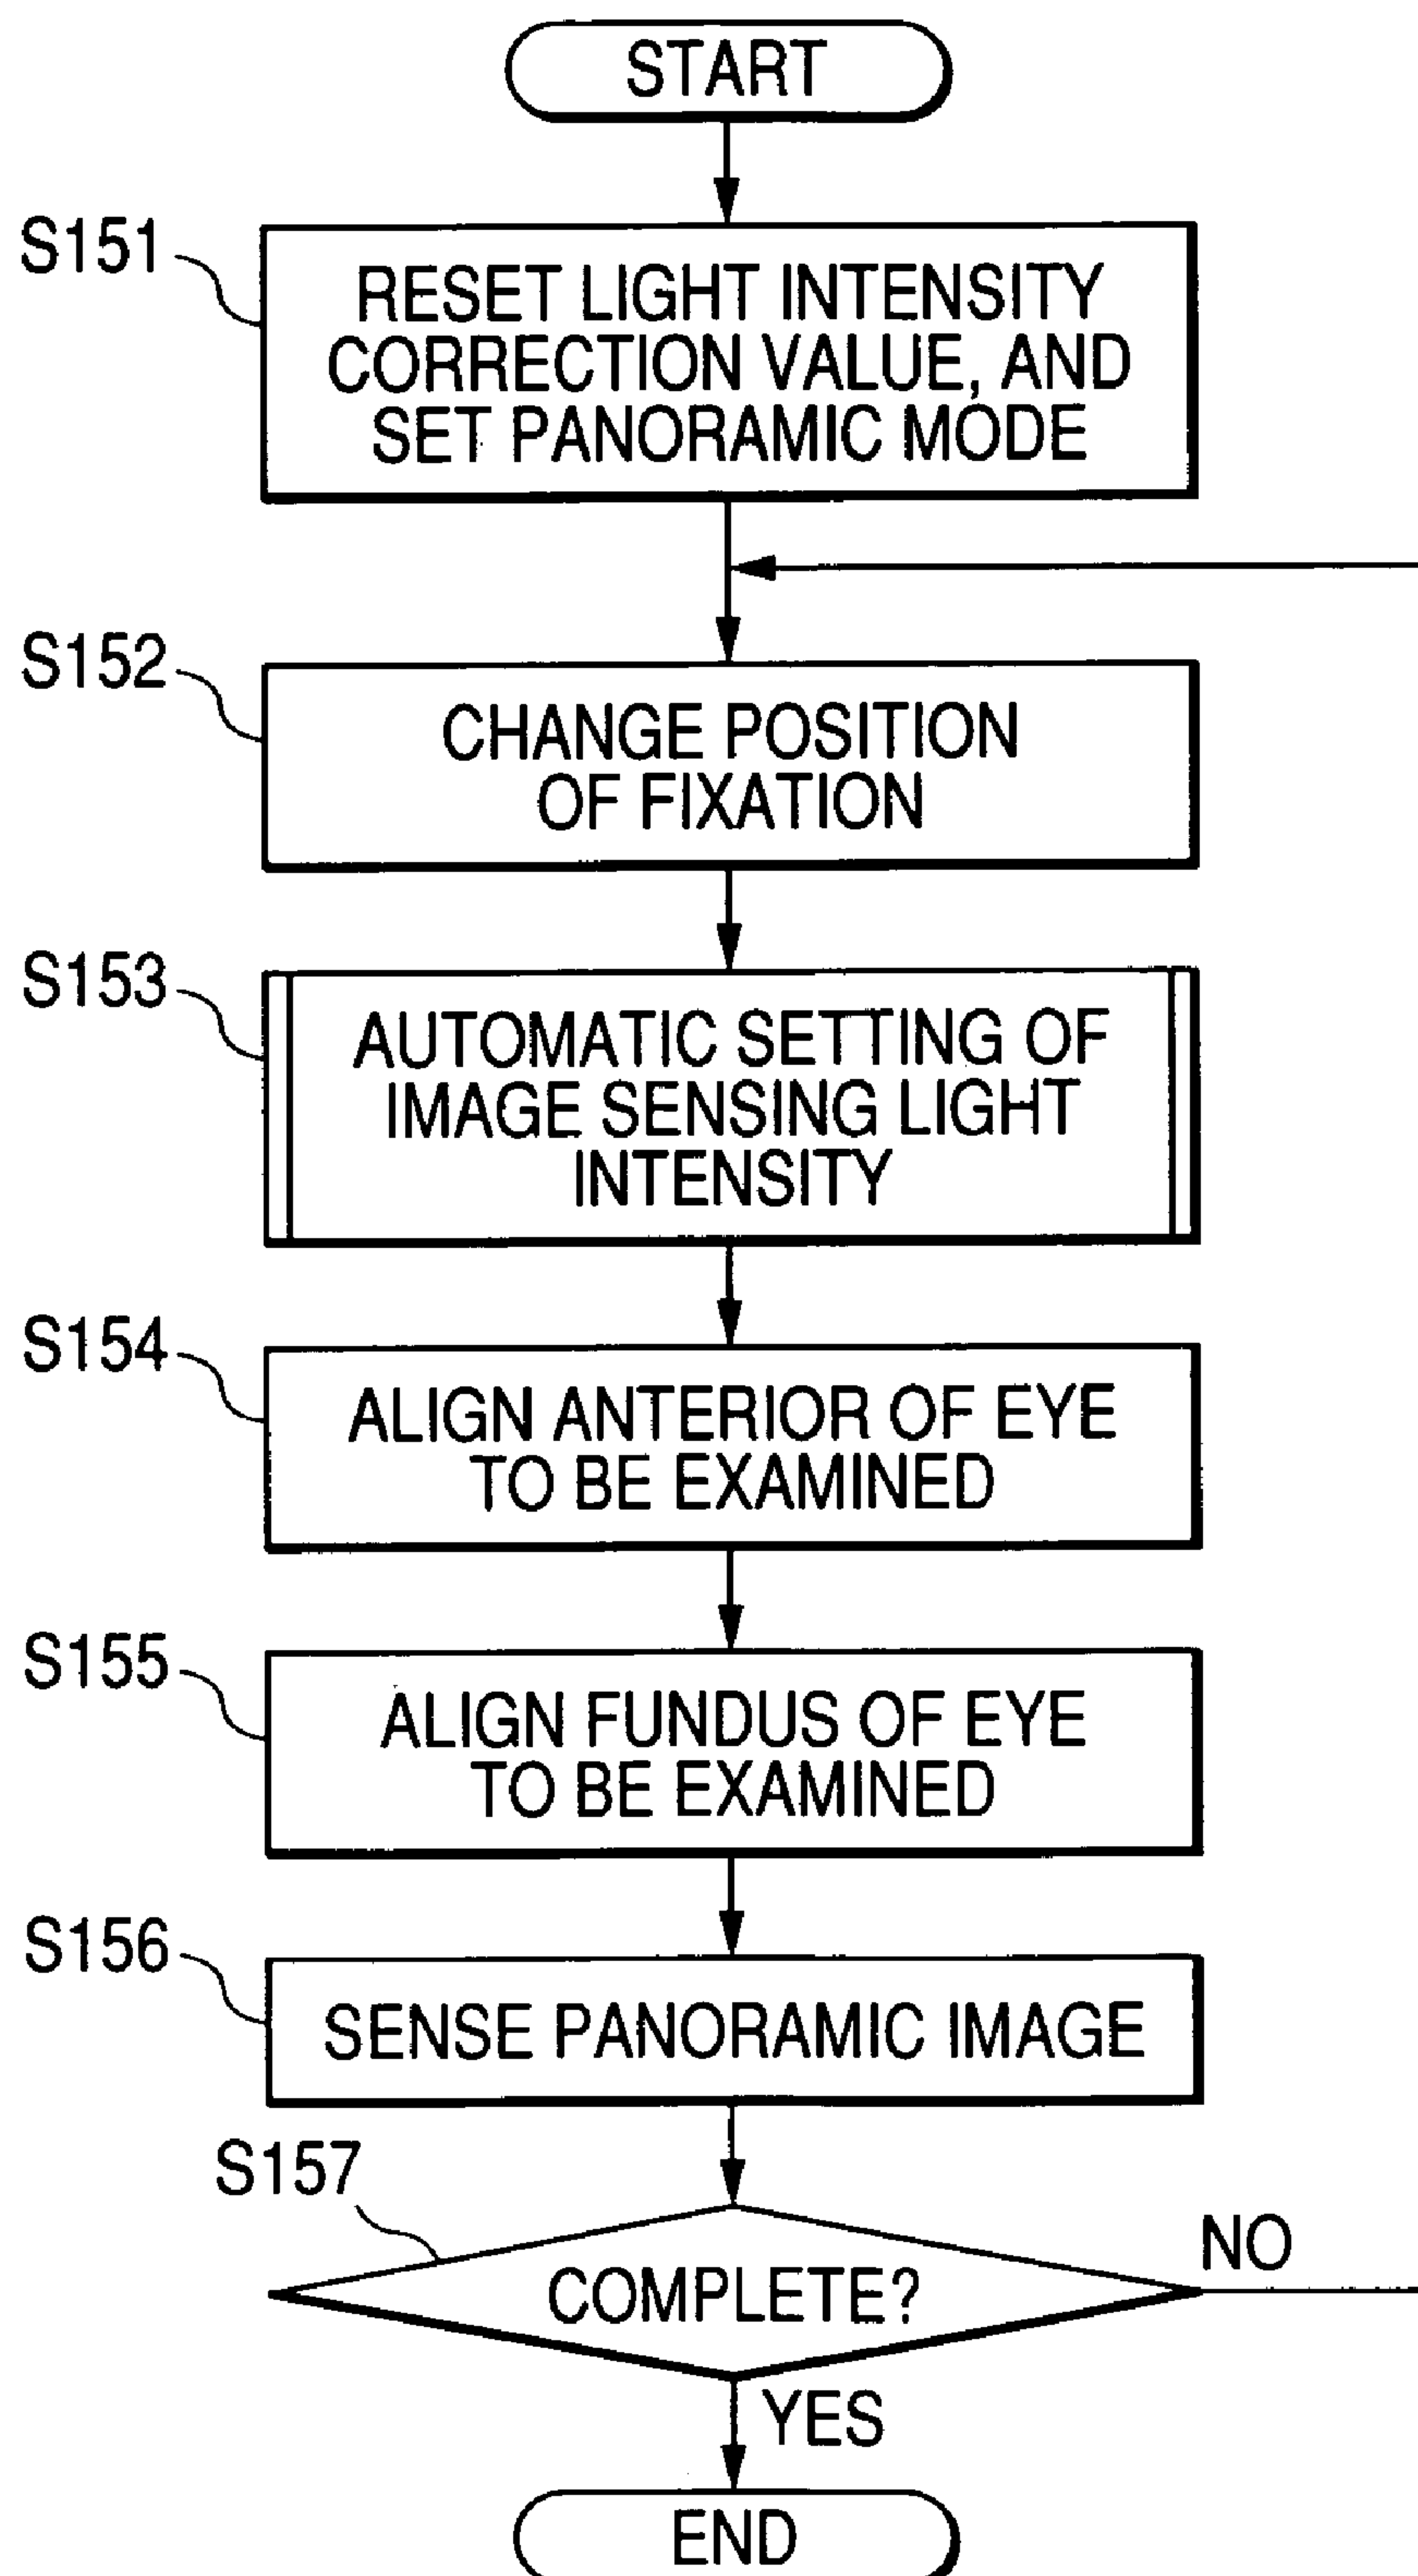 START
S151
RESET LIGHT INTENSITY
CORRECTION VALUE, AND
SET PANORAMIC MODE
S152
CHANGE POSITION
OF FIXATION
S153
AUTOMATIC SETTING OF
IMAGE SENSING LIGHT
INTENSITY
S154
ALIGN ANTERIOR OF EYE
TO BE EXAMINED
S155
ALIGN FUNDUS OF EYE
TO BE EXAMINED
S156
SENSE PANORAMIC IMAGE
S157
COMPLETE?
NO
YES
END